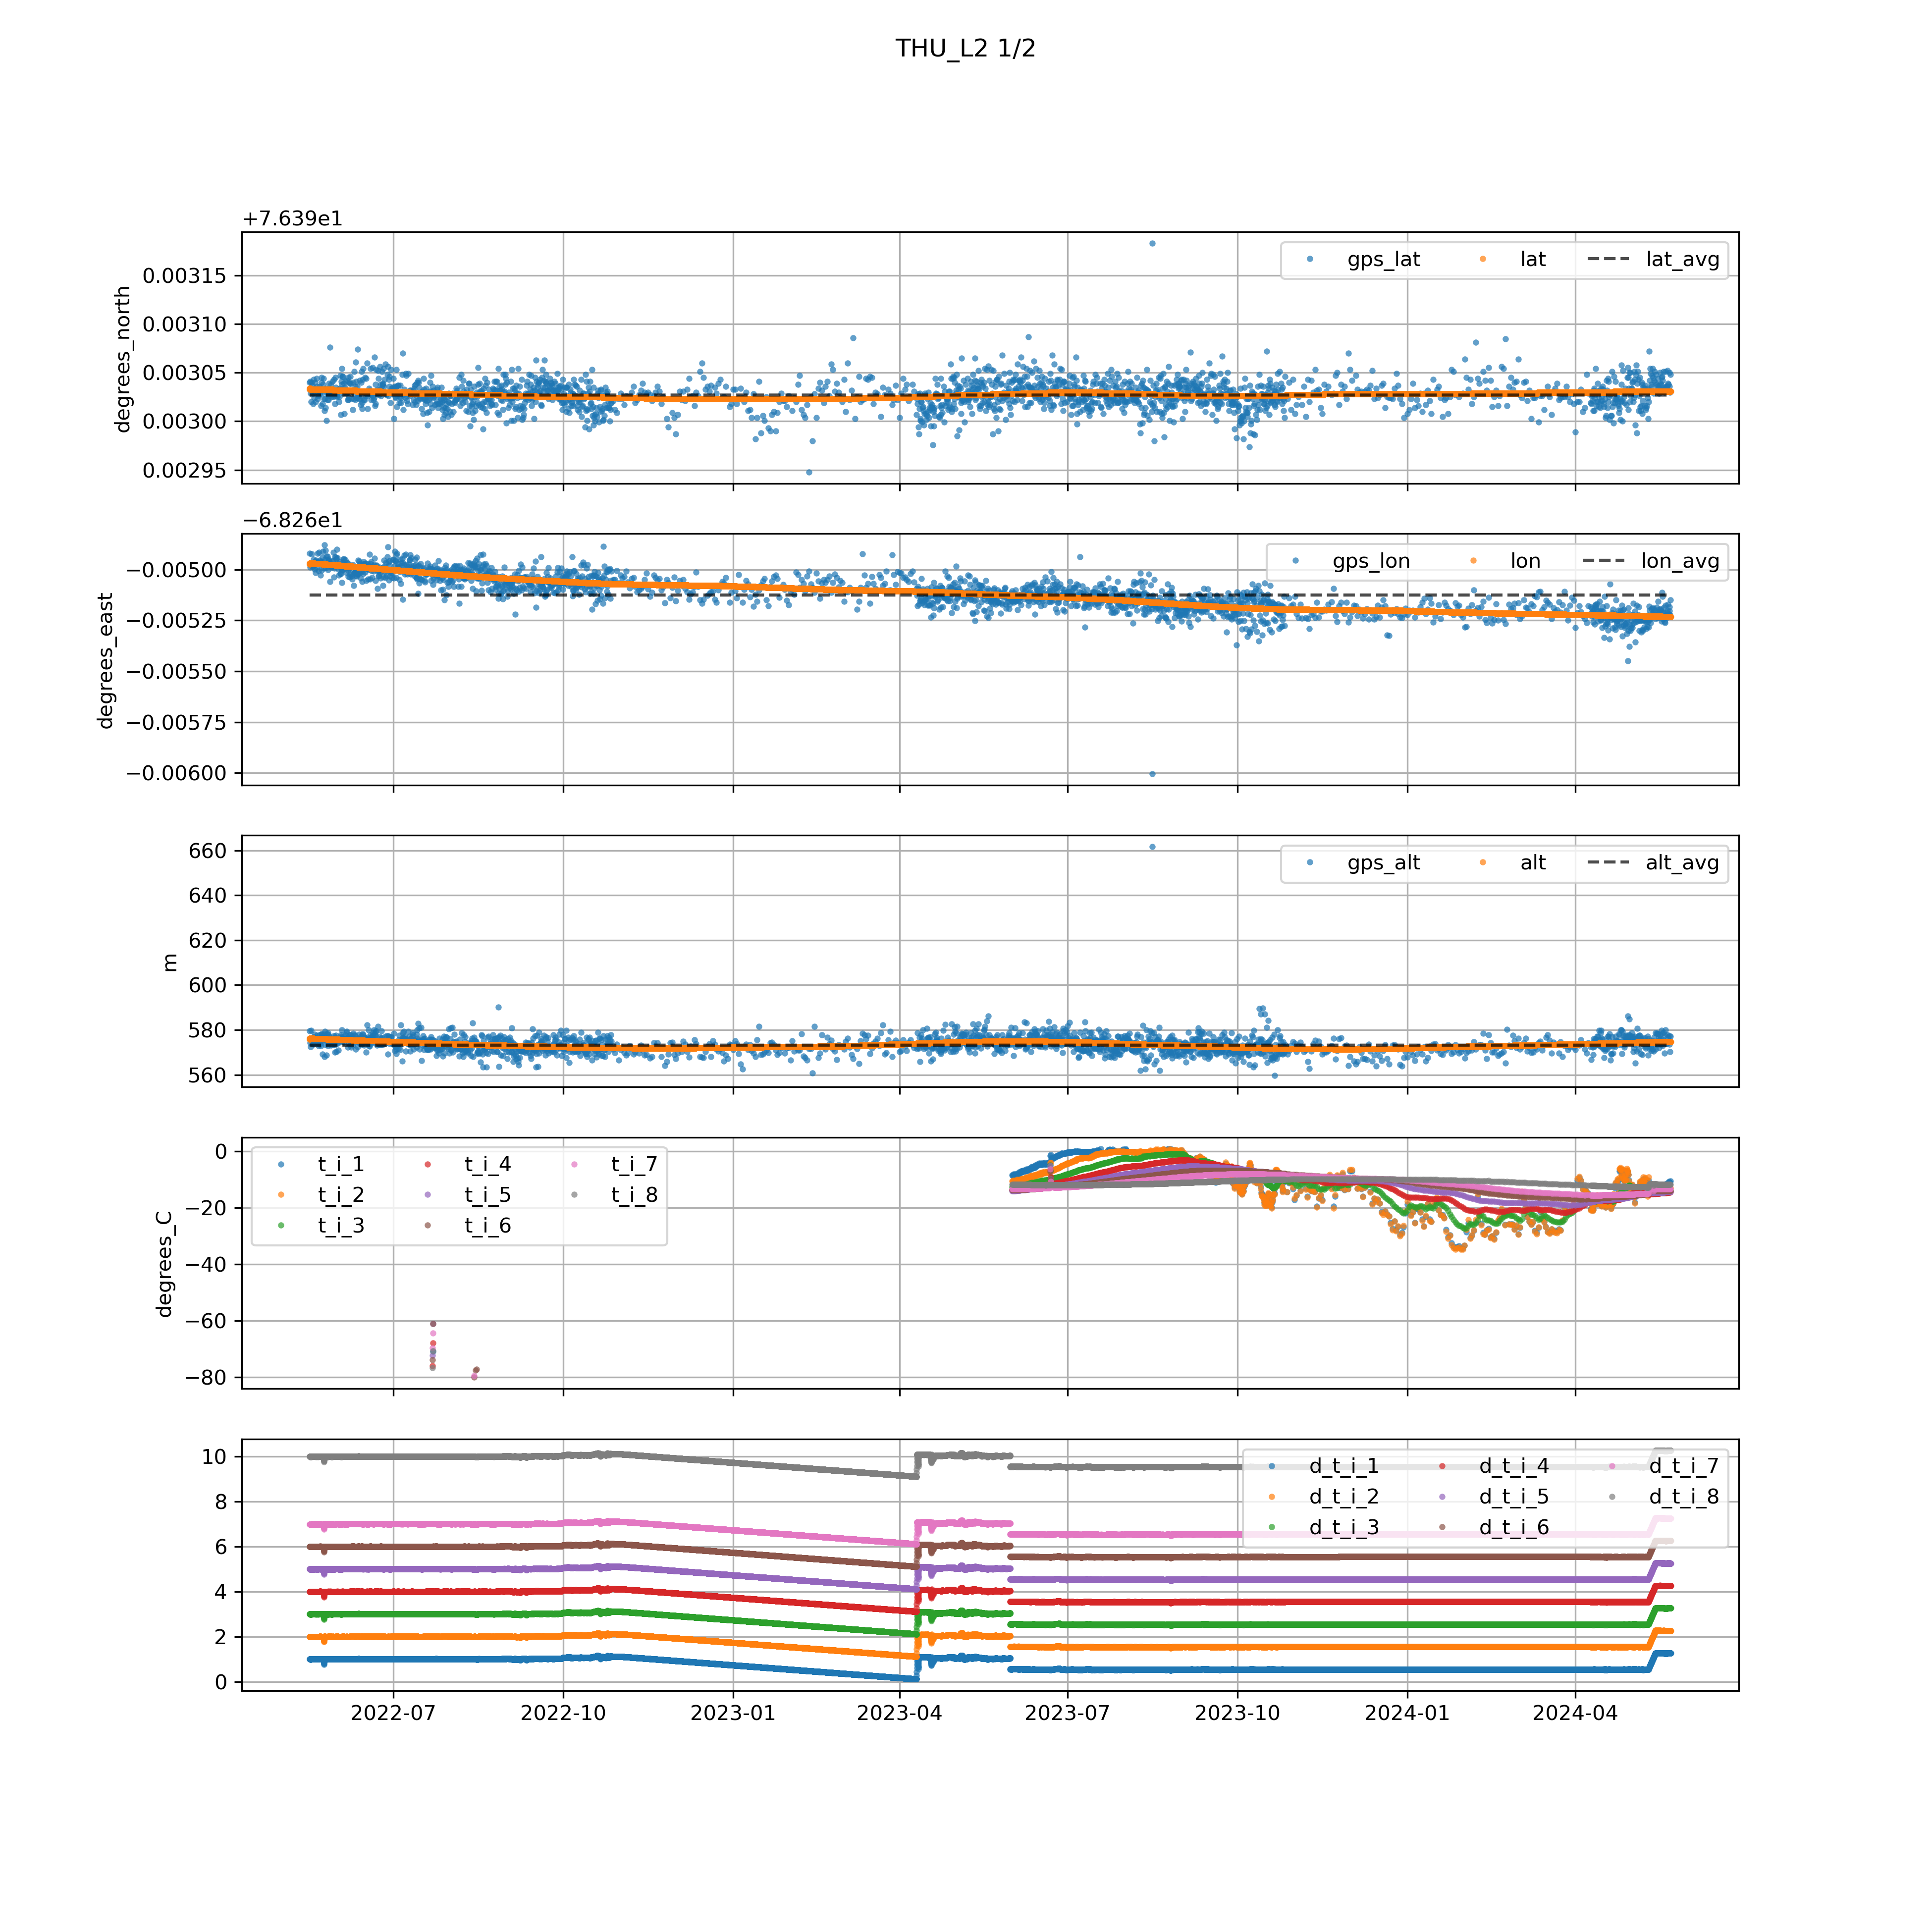 THU_L2 1/2
+7.639e1
0.00315
0.00310
0.00305
0.00300
0.00295
degrees_north
gps_lat lat lat_avg
−6.826e1
−0.00500
−0.00525
−0.00550
−0.00575
−0.00600
degrees_east
gps_lon lon lon_avg
660
640
620
600
580
560
m
gps_alt alt alt_avg
0
−20
−40
−60
−80
degrees_C
t_i_1 t_i_4 t_i_7
t_i_2 t_i_5 t_i_8
t_i_3 t_i_6
10
8
6
4
2
0
d_t_i_1 d_t_i_4 d_t_i_7
d_t_i_2 d_t_i_5 d_t_i_8
d_t_i_3 d_t_i_6
2022-07 2022-10 2023-01 2023-04 2023-07 2023-10 2024-01 2024-04